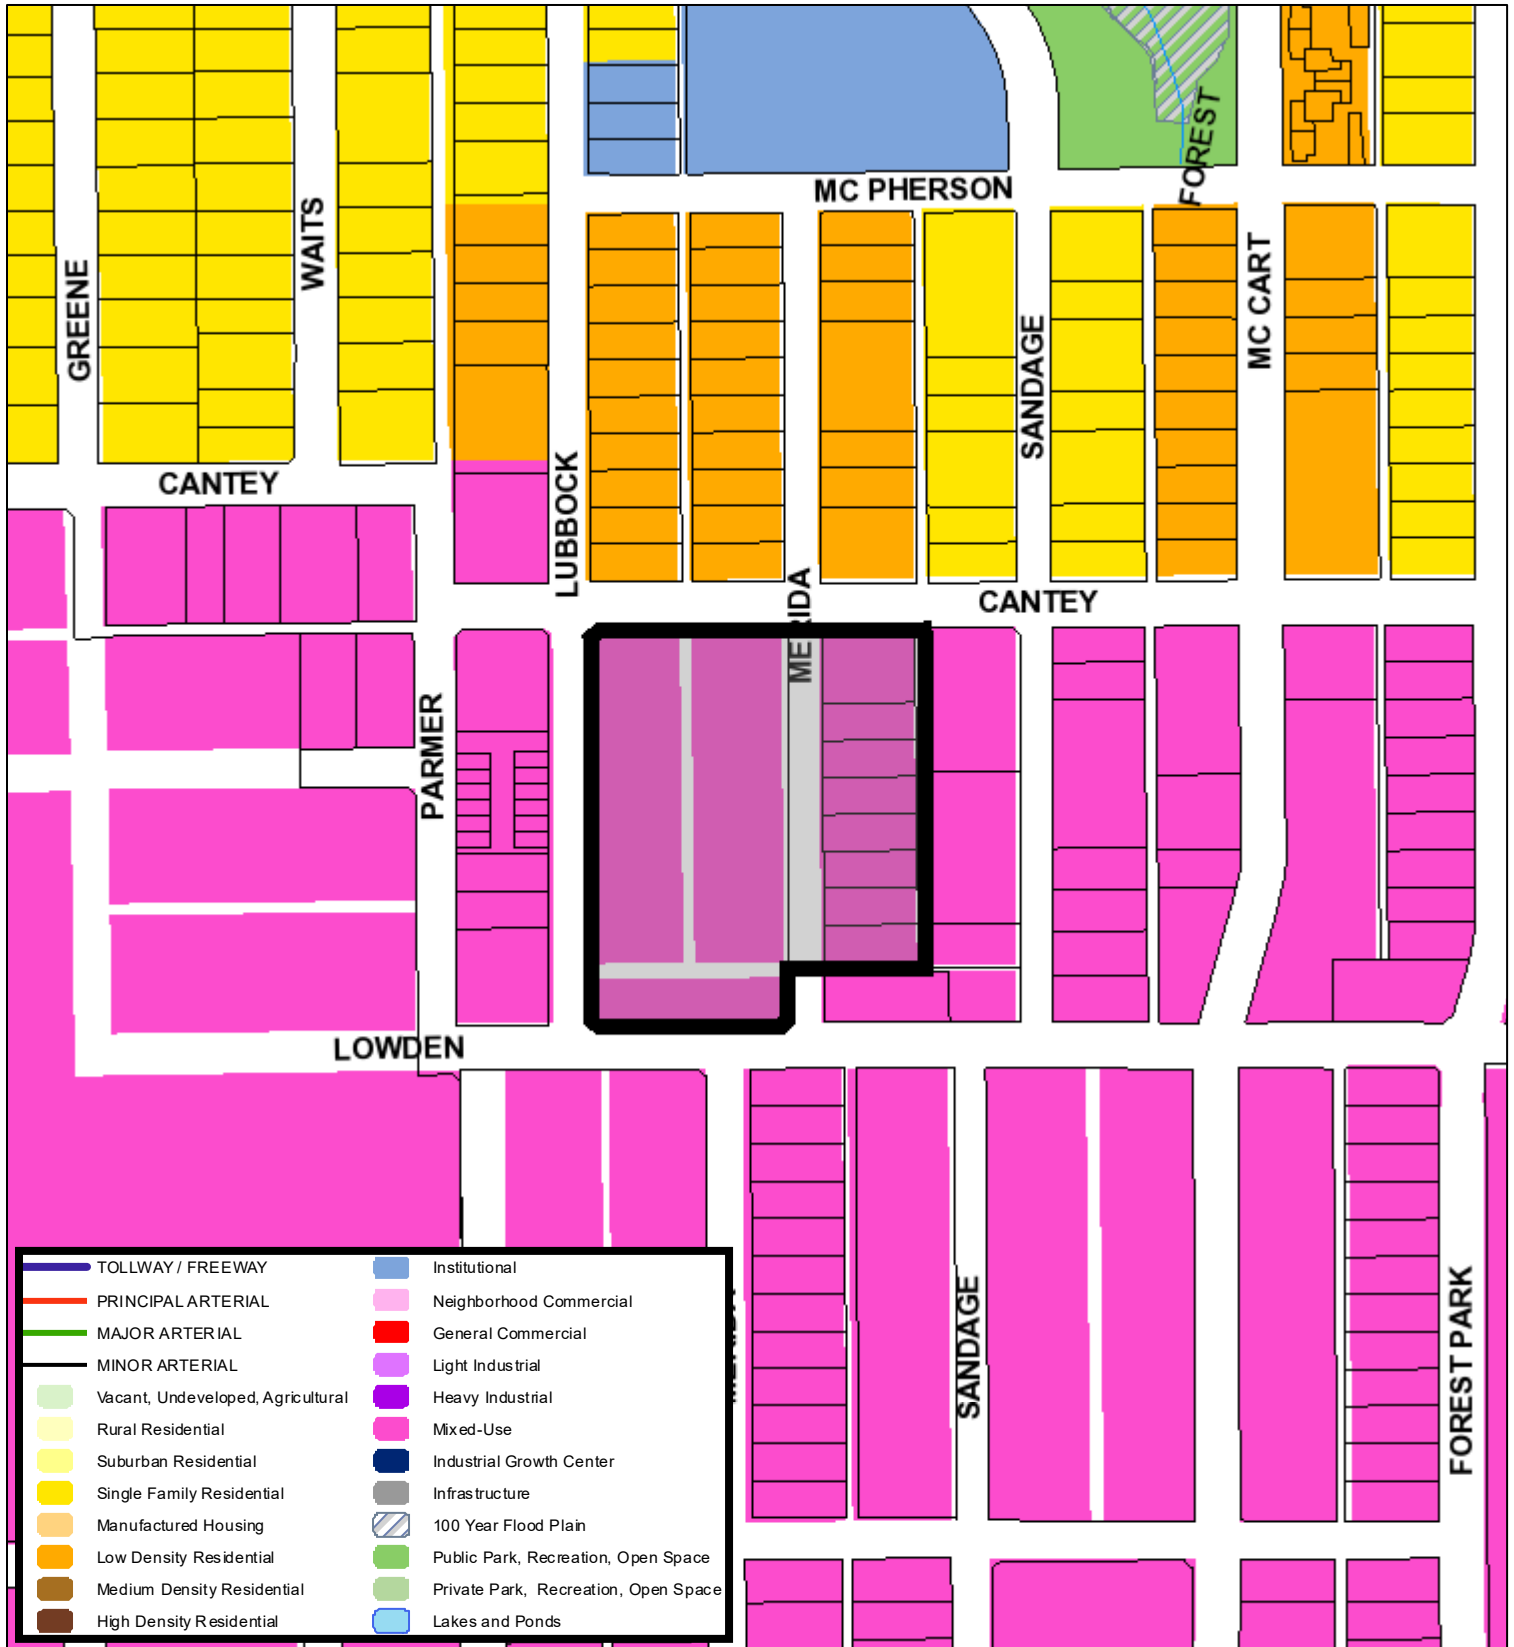 FOREST
MC PHERSON
WAITS
GREENE
MC CART
SANDAGE
CANTEY
LUBBOCK
MERIDA
CANTEY
PARMER
LOWDEN
SANDAGE
FOREST PARK
TOLLWAY / FREEWAY
PRINCIPAL ARTERIAL
MAJOR ARTERIAL
MINOR ARTERIAL
Vacant, Undeveloped, Agricultural
Rural Residential
Suburban Residential
Single Family Residential
Manufactured Housing
Low Density Residential
Medium Density Residential
High Density Residential
Institutional
Neighborhood Commercial
General Commercial
Light Industrial
Heavy Industrial
Mixed-Use
Industrial Growth Center
Infrastructure
100 Year Flood Plain
Public Park, Recreation, Open Space
Private Park, Recreation, Open Space
Lakes and Ponds